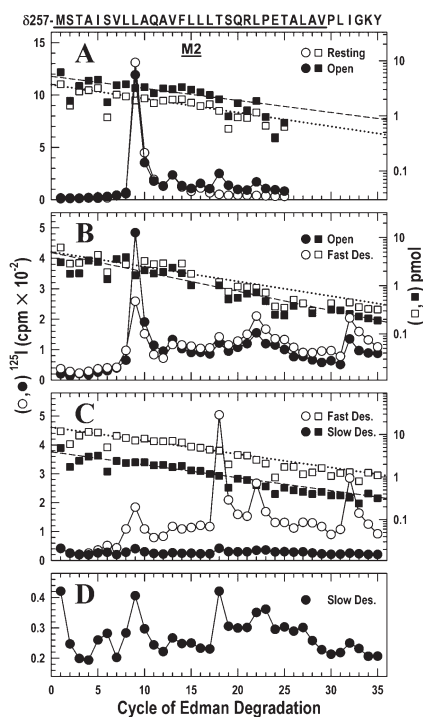 δ257-MSTAISVLLAQAVFLLLTSQRLPETALAVPLIGKY
M2
A
○ □ Resting
● ■ Open
15
10
5
0
10
1
0.1
B
● ■ Open
○ □ Fast Des.
5
4
3
2
1
0
10
1
0.1
(○,●) ¹²⁵I (cpm × 10⁻²)
(□,■) pmol
C
○ □ Fast Des.
● ■ Slow Des.
5
4
3
2
1
0
10
1
0.1
D
● Slow Des.
0.4
0.3
0.2
0 5 10 15 20 25 30 35
Cycle of Edman Degradation